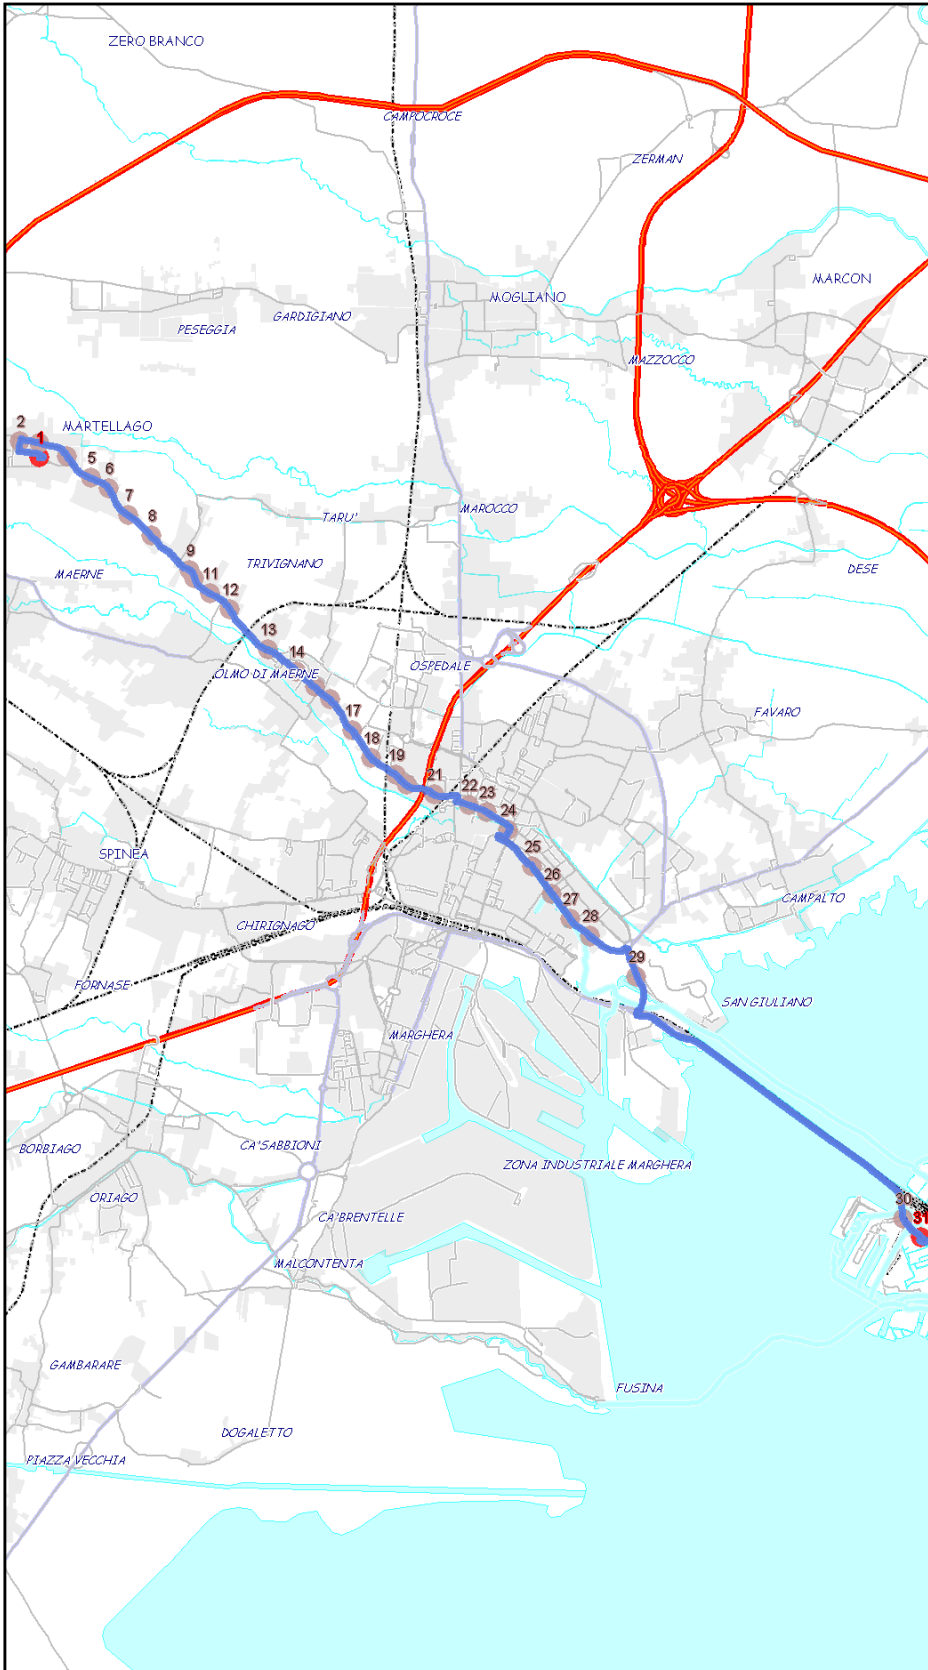 ZERO BRANCO
CAMPOCROCE
ZERMAN
MARCON
MOGLIANO
GARDIGIANO
PESEGGIA
MAZZOCCO
MARTELLAGO
2
1
5
6
7
8
MAROCCO
TARU'
9
TRIVIGNANO
DESE
MAERNE
11
12
13
14
OSPEDALE
OLMO DI MAERNE
17
FAVARO
18
19
21
22
23
24
25
SPINEA
26
27
28
CAMPALTO
CHIRIGNAGO
29
FORNASE
SAN GIULIANO
MARGHERA
BORBIAGO
CA'SABBIONI
ZONA INDUSTRIALE MARGHERA
ORIAGO
30
CA'BRENTELLE
31
MALCONTENTA
GAMBARARE
FUSINA
DOGALETTO
PIAZZA VECCHIA